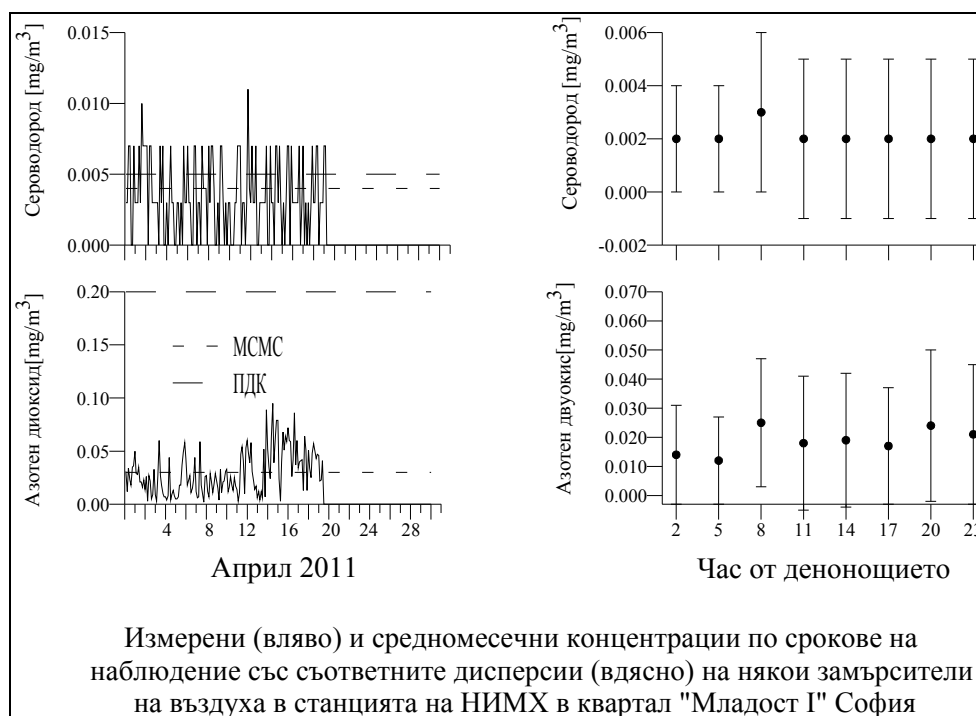 Сероводород [mg/m3]
0.015
0.010
0.005
0.000
Сероводород [mg/m3]
0.006
0.004
0.002
0.000
-0.002
Азотен диоксид[mg/m3]
0.20
0.15
0.10
0.05
0.00
МСМС
ПДК
4 8 12 16 20 24 28
Април 2011
Азотен двуокис[mg/m3]
0.070
0.060
0.050
0.040
0.030
0.020
0.010
0.000
2 5 8 11 14 17 20
Час от денонощието
Измерени (вляво) и средномесечни концентрации по срокове на
наблюдение със съответните дисперсии (вдясно) на някои замърсители
на въздуха в станцията на НИМХ в квартал "Младост I" София